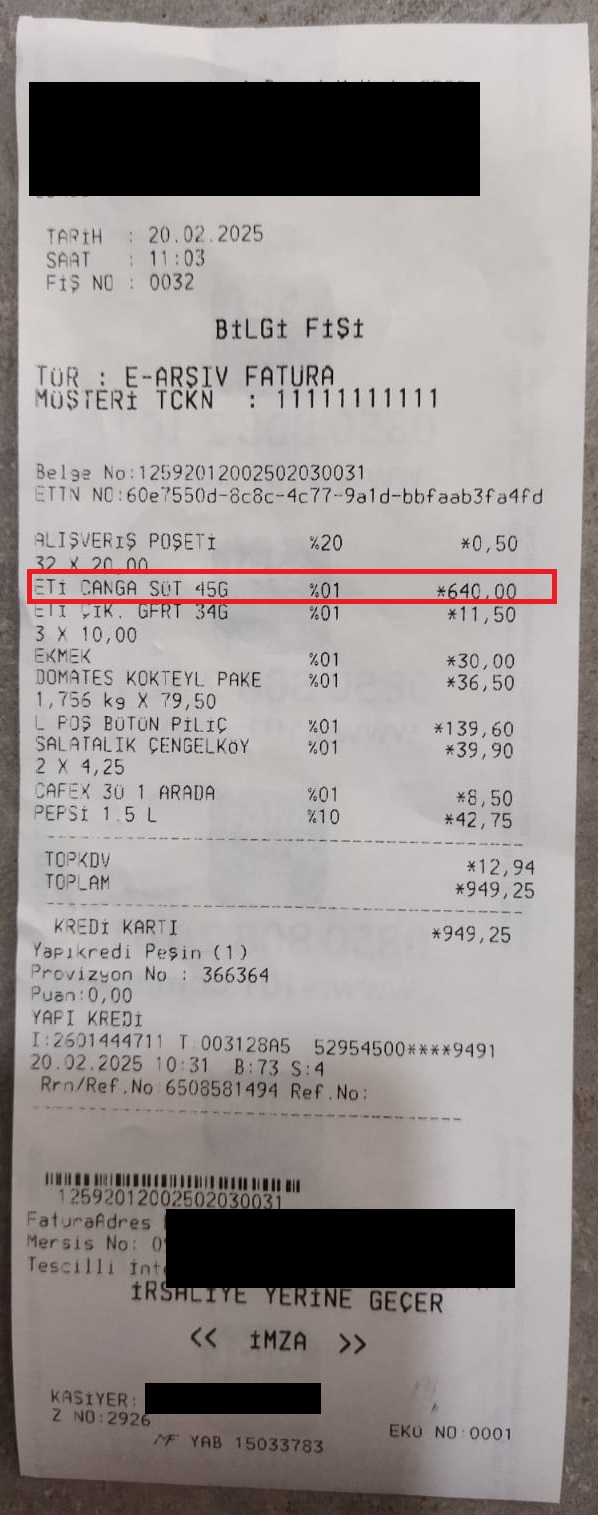 TARİH : 20.02.2025
SAAT : 11:03
FİŞ NO : 0032
BİLGİ FİŞİ
TÜR : E-ARŞIV FATURA
MÜŞTERİ TCKN : 11111111111
Belge No:12592012002502030031
ETTN NO:60e7550d-8c8c-4c77-9a1d-bbfaab3fa4fd
ALIŞVERIŞ POŞETİ %20 *0,50
32 X 20,00
ETİ CANGA SÜT 45G %01 *640,00
ETİ ÇİK. GFRT 34G %01 *11,50
3 X 10,00
EKMEK %01 *30,00
DOMATES KOKTEYL PAKE %01 *36,50
1,756 kg X 79,50
L POŞ BÜTÜN PİLİÇ %01 *139,60
SALATALIK ÇENGELKÖY %01 *39,90
2 X 4,25
CAFEX 3Ü 1 ARADA %01 *8,50
PEPSİ 1.5 L %10 *42,75
TOPKDV *12,94
TOPLAM *949,25
KREDİ KARTI *949,25
Yapıkredi Peşin (1)
Provizyon No : 366364
Puan:0,00
YAPI KREDİ
I:2601444711 T:003128A5 52954500****9491
20.02.2025 10:31 B:73 S:4
Rrn/Ref.No:6508581494 Ref.No:
12592012002502030031
FaturaAdres
Mersis No: 0
Tescilli İnte
İRSALİYE YERİNE GEÇER
<< İMZA >>
KASİYER:
Z NO:2926
EKÜ NO:0001
MF YAB 15033783